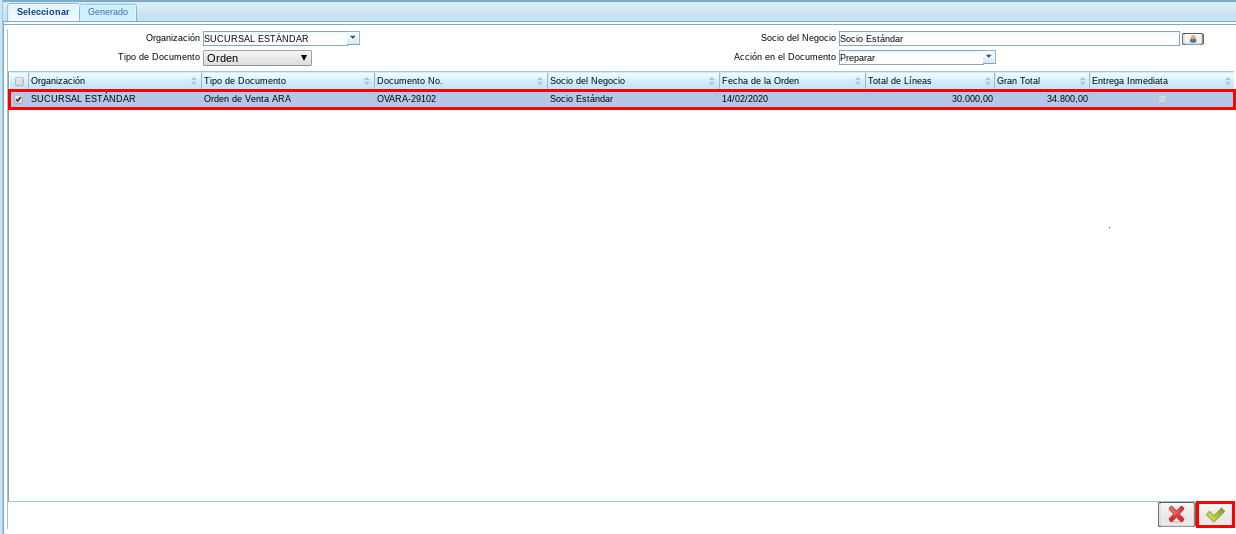 Seleccionar Generado
Organización SUCURSAL ESTÁNDAR Socio del Negocio Socio Estándar
Tipo de Documento Orden Acción en el Documento Preparar
Organización Tipo de Documento Documento No. Socio del Negocio Fecha de la Orden Total de Líneas Gran Total Entrega Inmediata
SUCURSAL ESTÁNDAR Orden de Venta ARA OVARA-29102 Socio Estándar 14/02/2020 30.000,00 34.800,00